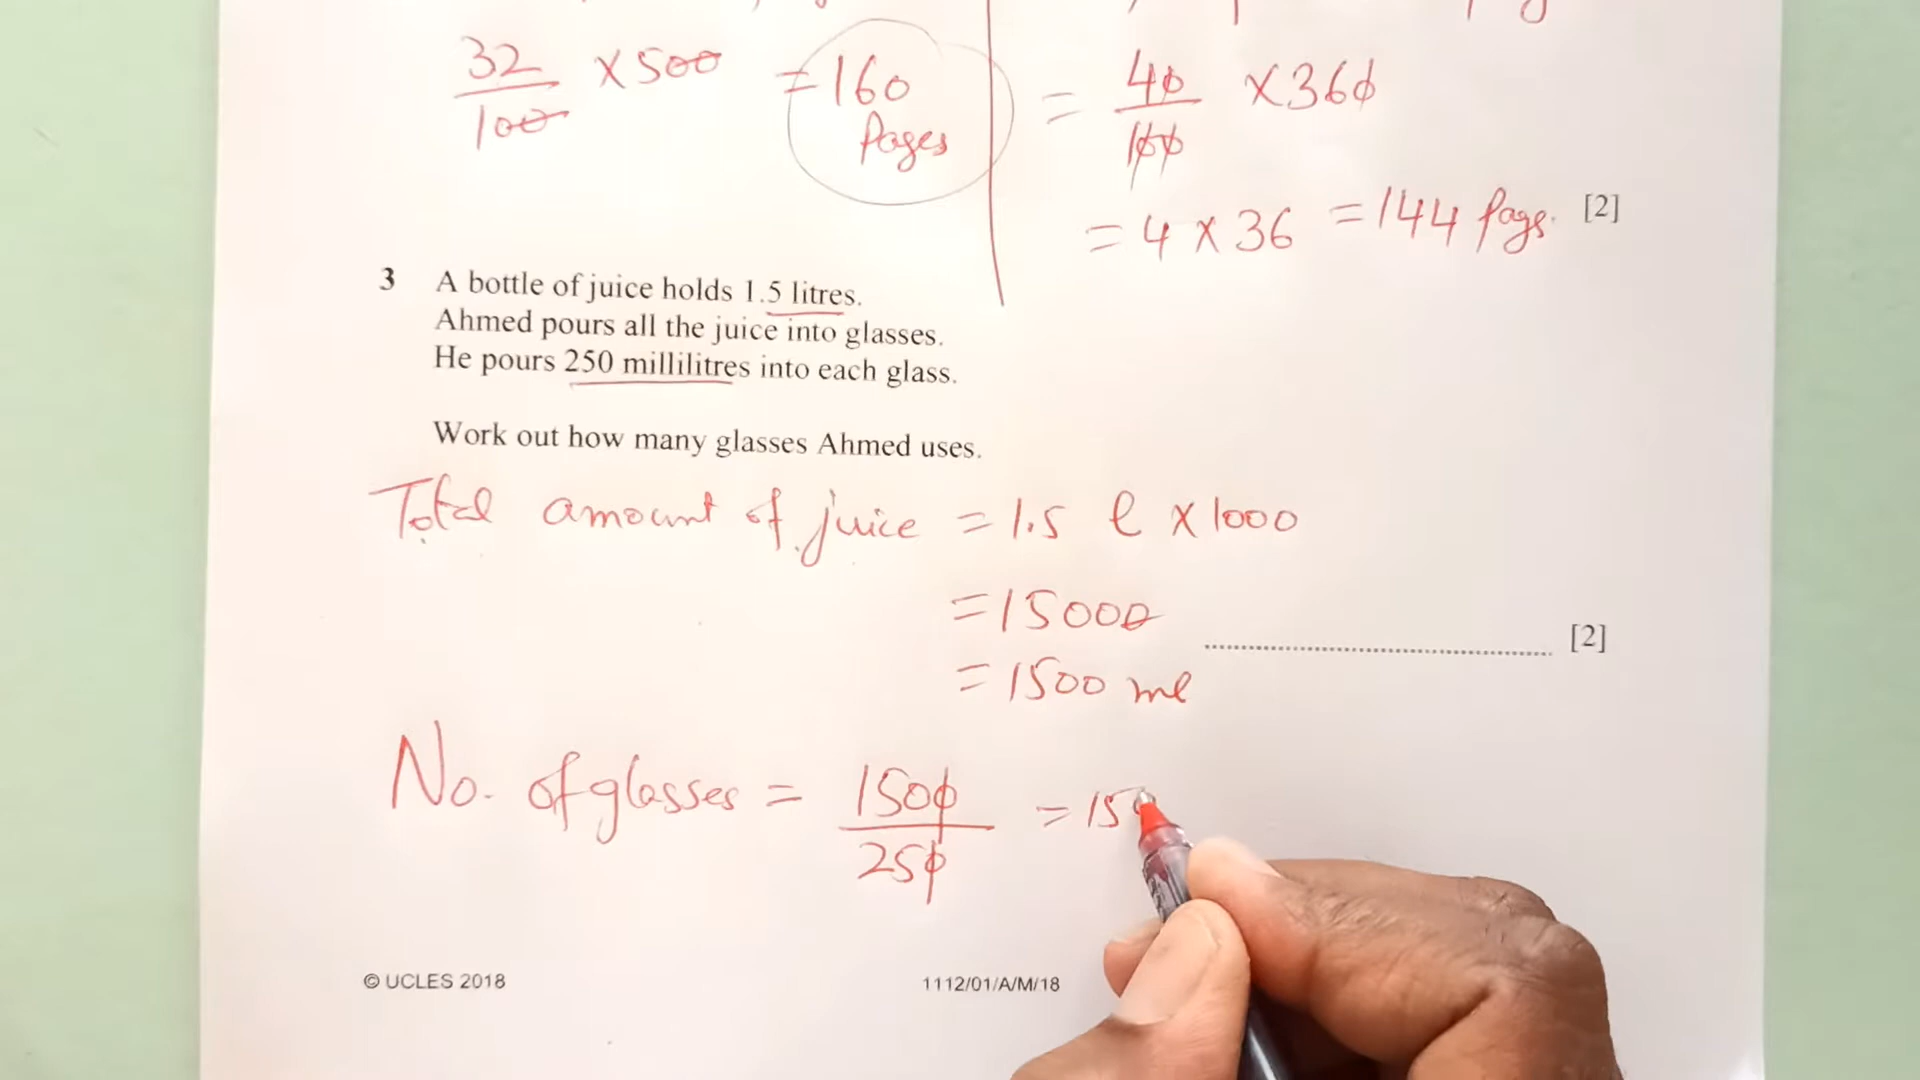 32/100 × 500 = 160 Pages
= 40/100 × 360
= 4 × 36 = 144 Pags. [2]
3 A bottle of juice holds 1.5 litres.
Ahmed pours all the juice into glasses.
He pours 250 millilitres into each glass.
Work out how many glasses Ahmed uses.
Total amount of juice = 1.5 l × 1000
= 15000
[2]
= 1500 ml
No. of glasses = 1500/250 = 150
© UCLES 2018
1112/01/A/M/18